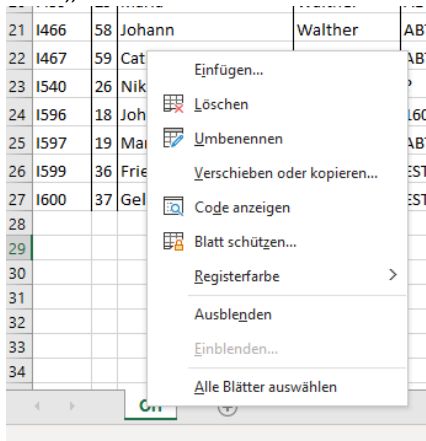 21 I466 58 Johann Walther ABT
22 I467 59 Cat ABT
23 I540 26 Nik ?
24 I596 18 Joh 160
25 I597 19 Mar ABT
26 I599 36 Frie EST
27 I600 37 Gel EST
28
29
30
31
32
33
34
Einfügen...
Löschen
Umbenennen
Verschieben oder kopieren...
Code anzeigen
Blatt schützen...
Registerfarbe
Ausblenden
Einblenden...
Alle Blätter auswählen